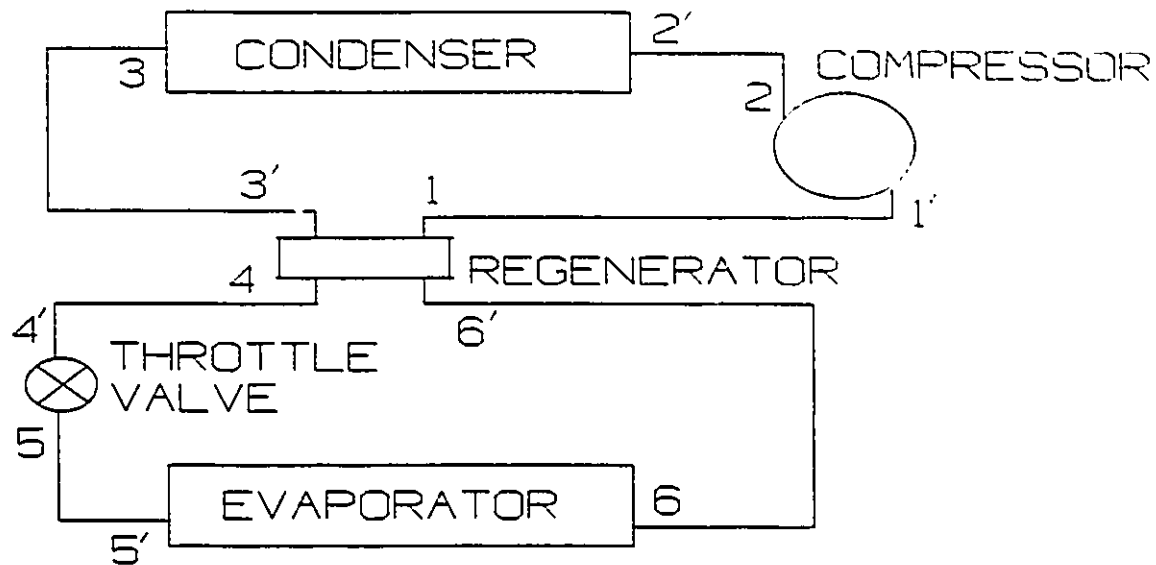 CONDENSER
2'
3
COMPRESSOR
2
3'
1
1'
4
REGENERATOR
4'
6'
THROTTLE
VALVE
5
EVAPORATOR
6
5'